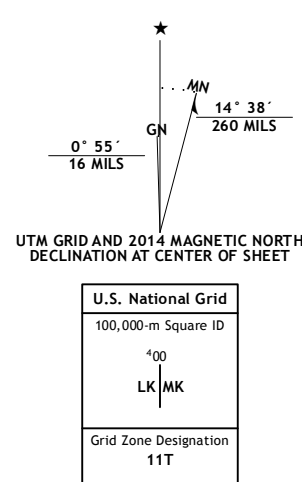 ★
MN
GN
14° 38´
260 MILS
0° 55´
16 MILS
UTM GRID AND 2014 MAGNETIC NORTH
DECLINATION AT CENTER OF SHEET
U.S. National Grid
100,000-m Square ID
⁴00
LK MK
Grid Zone Designation
11T